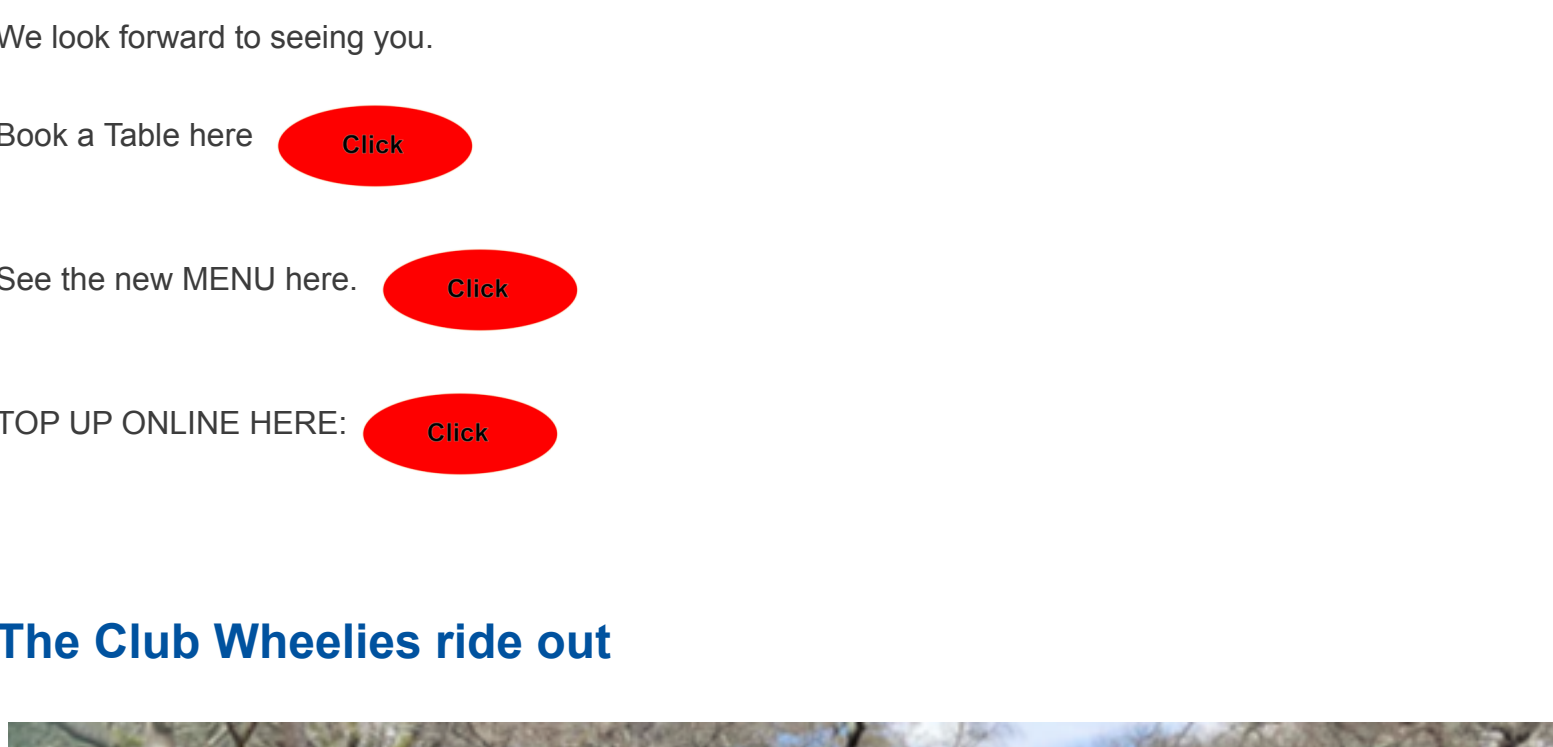 We look forward to seeing you.
Book a Table here Click
See the new MENU here. Click
TOP UP ONLINE HERE: Click
The Club Wheelies ride out